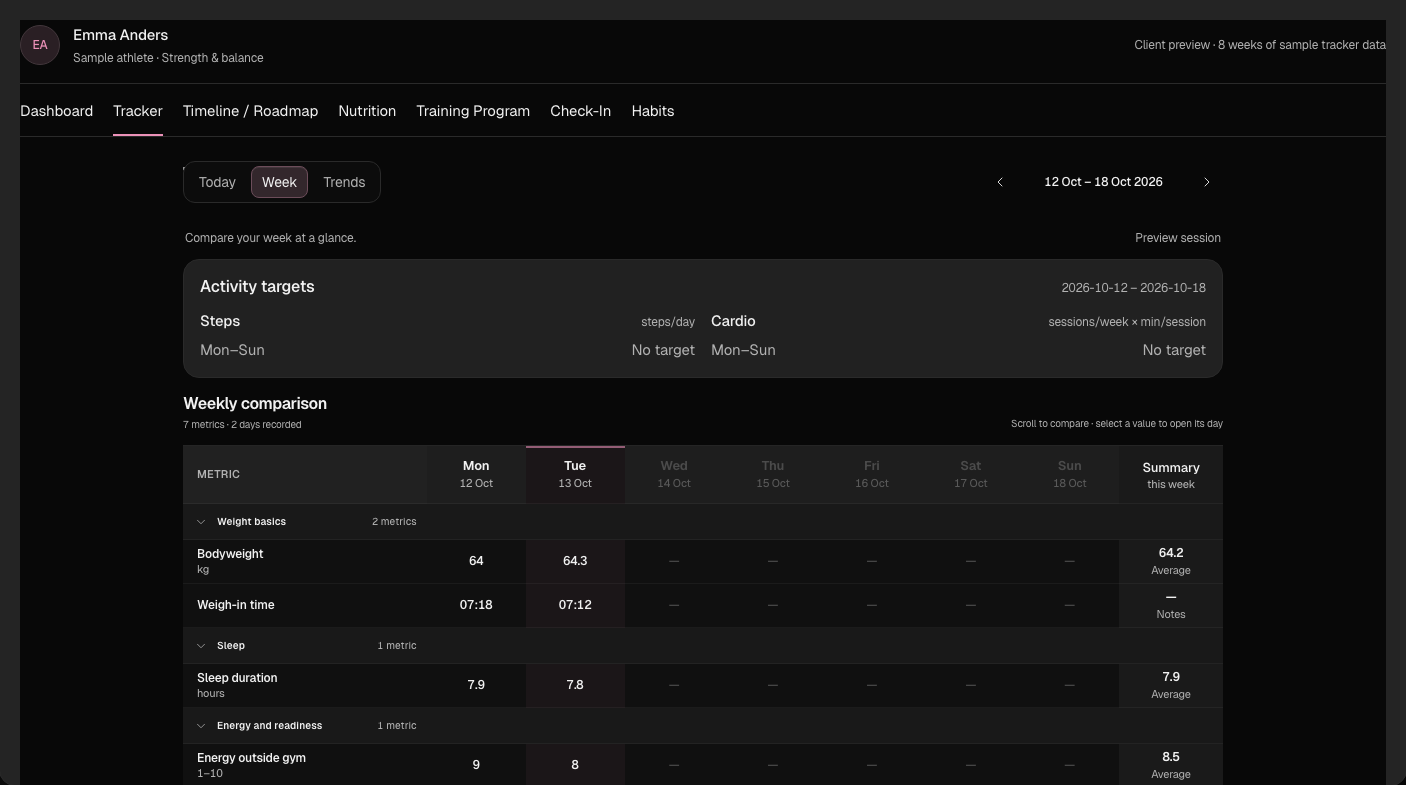 EA
Emma Anders
Sample athlete · Strength & balance
Client preview · 8 weeks of sample tracker data
Dashboard Tracker Timeline / Roadmap Nutrition Training Program Check-In Habits
Today Week Trends
12 Oct – 18 Oct 2026
Compare your week at a glance. Preview session
Activity targets 2026-10-12 – 2026-10-18
Steps steps/day Cardio sessions/week × min/session
Mon–Sun No target Mon–Sun No target
Weekly comparison
7 metrics · 2 days recorded Scroll to compare · select a value to open its day
METRIC Mon Tue Wed Thu Fri Sat Sun Summary
12 Oct 13 Oct 14 Oct 15 Oct 16 Oct 17 Oct 18 Oct this week
Weight basics 2 metrics
Bodyweight 64 64.3 — — — — — 64.2
kg Average
Weigh-in time 07:18 07:12 — — — — — —
Notes
Sleep 1 metric
Sleep duration 7.9 7.8 — — — — — 7.9
hours Average
Energy and readiness 1 metric
Energy outside gym 9 8 — — — — — 8.5
1–10 Average